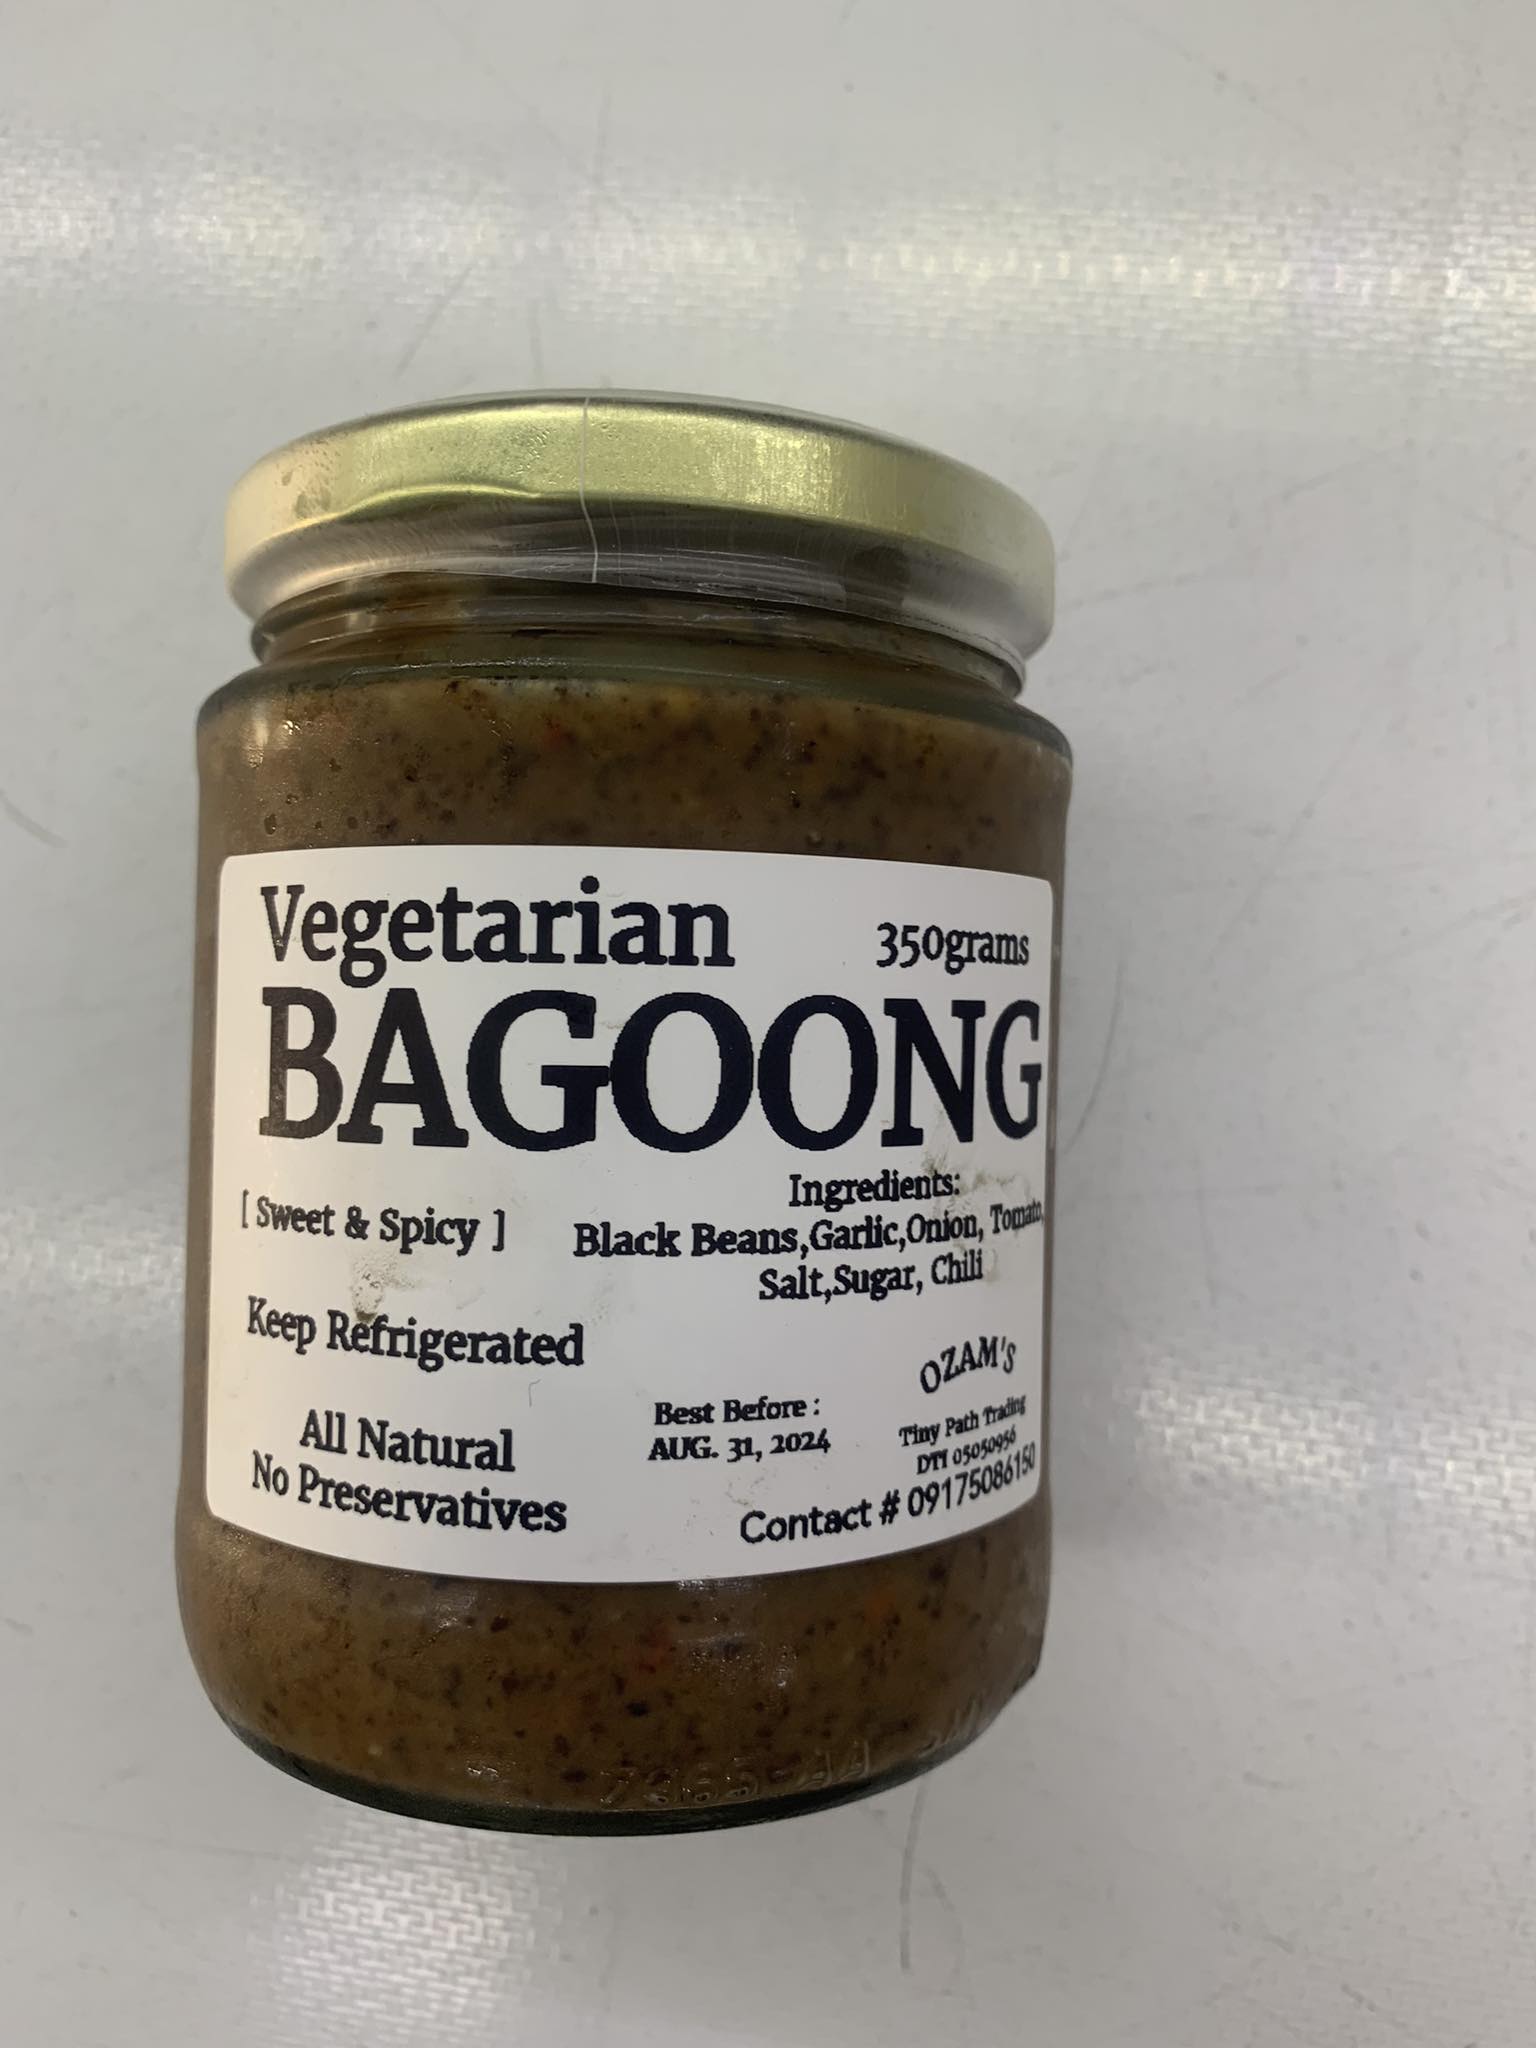 Vegetarian
350grams
BAGOONG
[ Sweet & Spicy ]
Ingredients:
Black Beans,Garlic,Onion, Tomato,
Salt,Sugar, Chili
Keep Refrigerated
All Natural
No Preservatives
Best Before :
AUG. 31, 2024
OZAM's
Tiny Path Trading
DTI 05050956
Contact # 09175086150